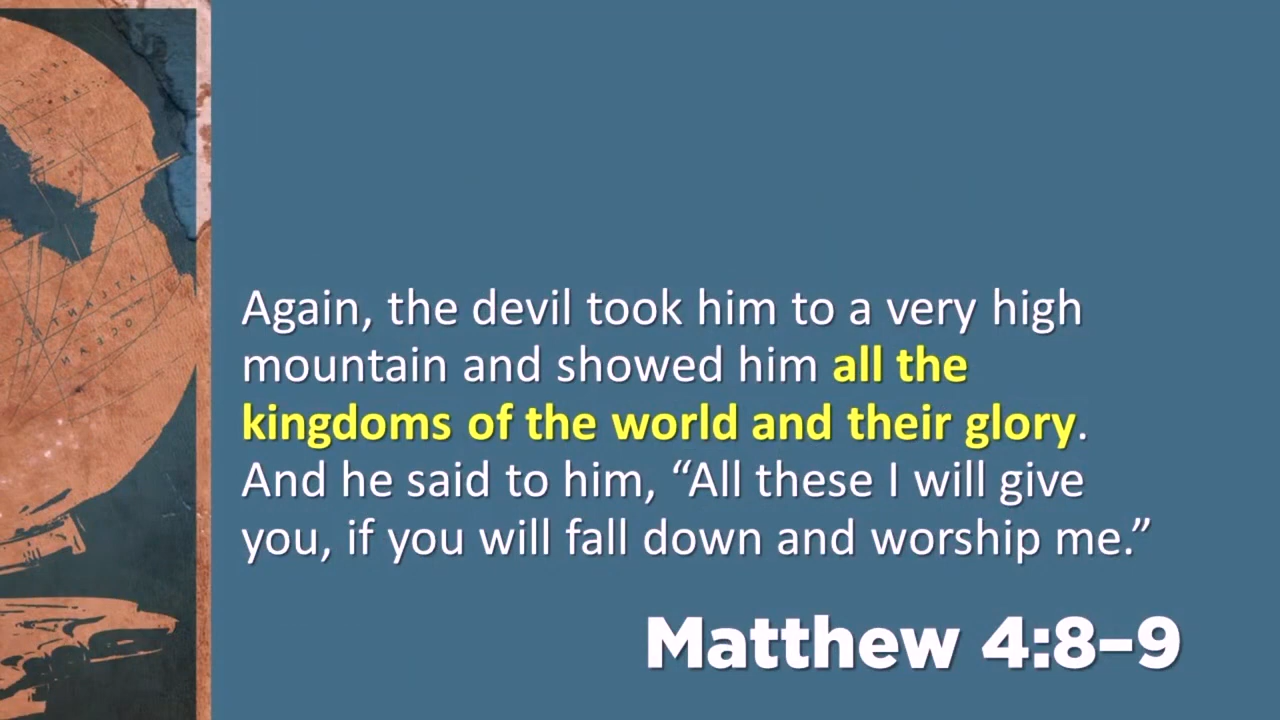 Again, the devil took him to a very high
mountain and showed him all the
kingdoms of the world and their glory.
And he said to him, “All these I will give
you, if you will fall down and worship me.”
Matthew 4:8–9